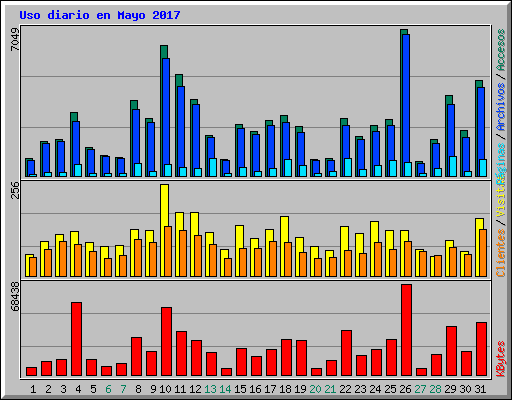 Uso diario en Mayo 2017
7049
256
68438
Clientes / Visitas
Páginas / Archivos / Accesos
KBytes
1 2 3 4 5 6 7 8 9 10 11 12 13 14 15 16 17 18 19 20 21 22 23 24 25 26 27 28 29 30 31